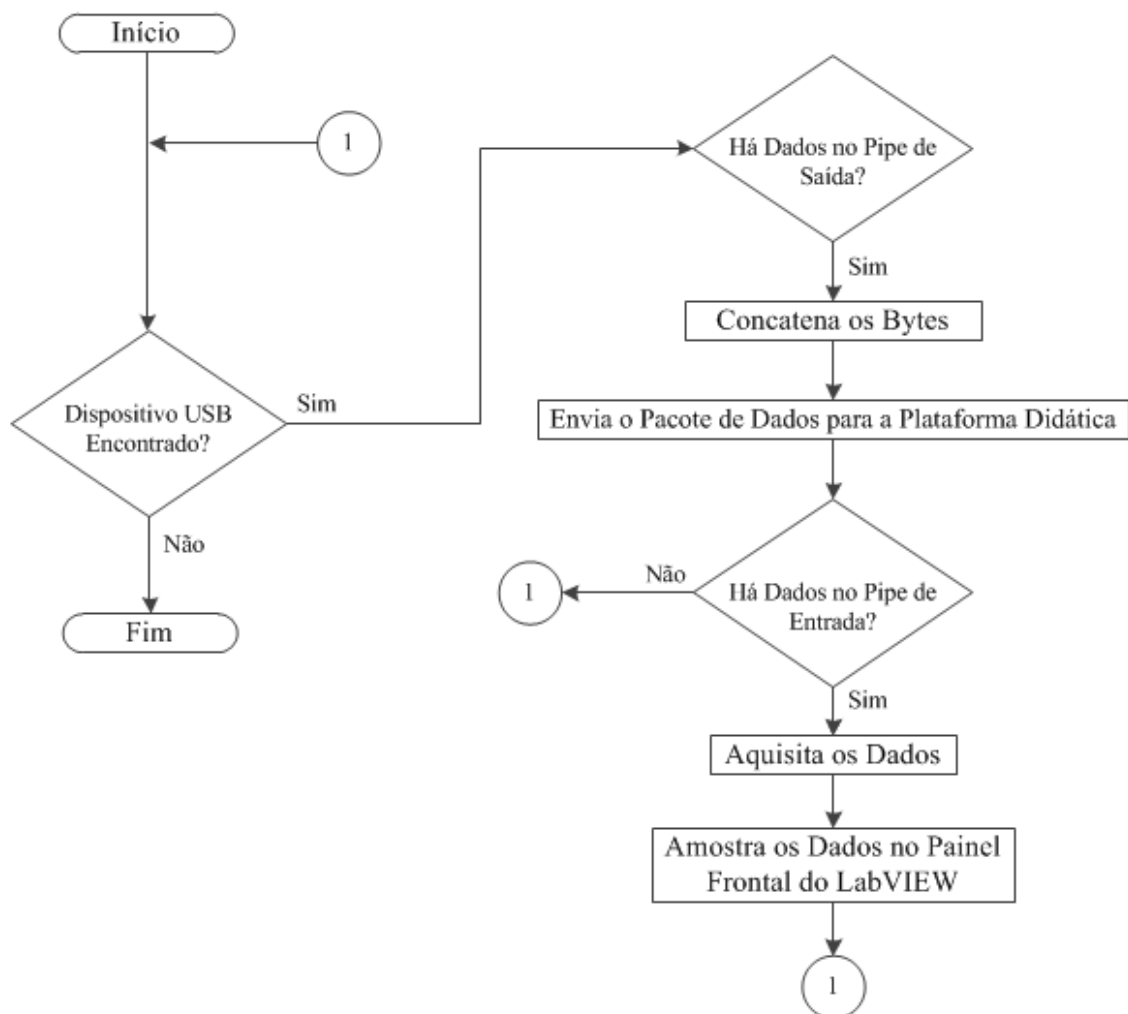 Início
1
Dispositivo USB
Encontrado?
Sim
Não
Fim
Há Dados no Pipe de
Saída?
Sim
Concatena os Bytes
Envia o Pacote de Dados para a Plataforma Didática
Há Dados no Pipe de
Entrada?
Não
1
Sim
Aquisita os Dados
Amostra os Dados no Painel
Frontal do LabVIEW
1